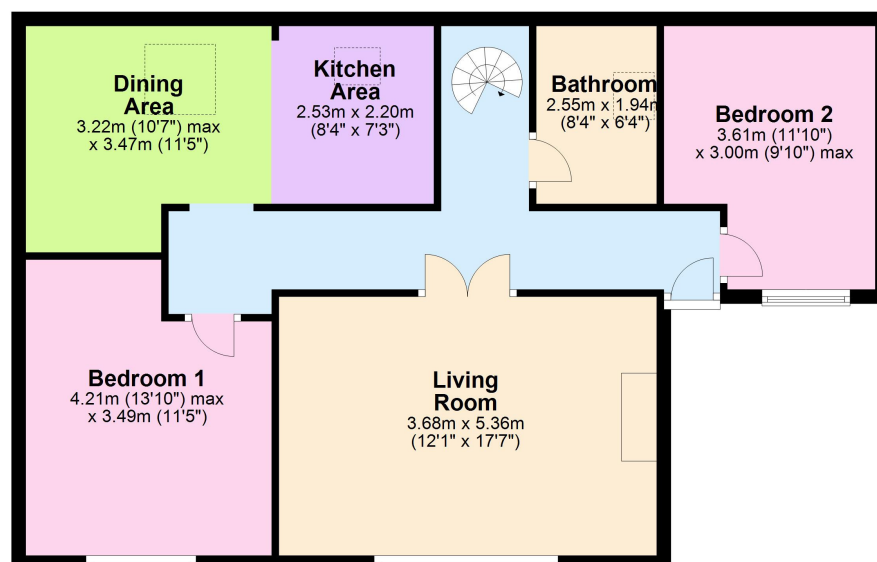 Dining
Area
3.22m (10'7") max
x 3.47m (11'5")
Kitchen
Area
2.53m x 2.20m
(8'4" x 7'3")
Bathroom
2.55m x 1.94m
(8'4" x 6'4")
Bedroom 2
3.61m (11'10")
x 3.00m (9'10") max
Bedroom 1
4.21m (13'10") max
x 3.49m (11'5")
Living
Room
3.68m x 5.36m
(12'1" x 17'7")